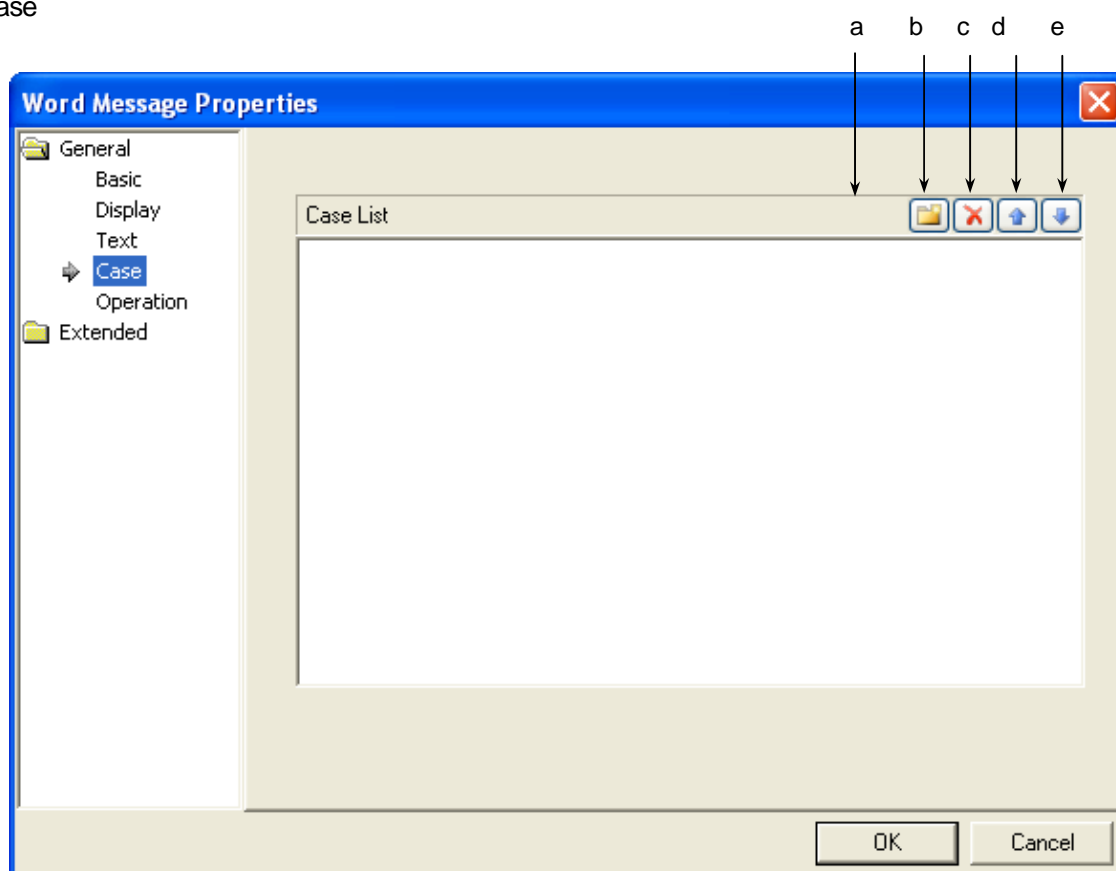 ase
a b c d e
Word Message Properties
General
Basic
Display
Text
Case
Operation
Extended
Case List
OK Cancel